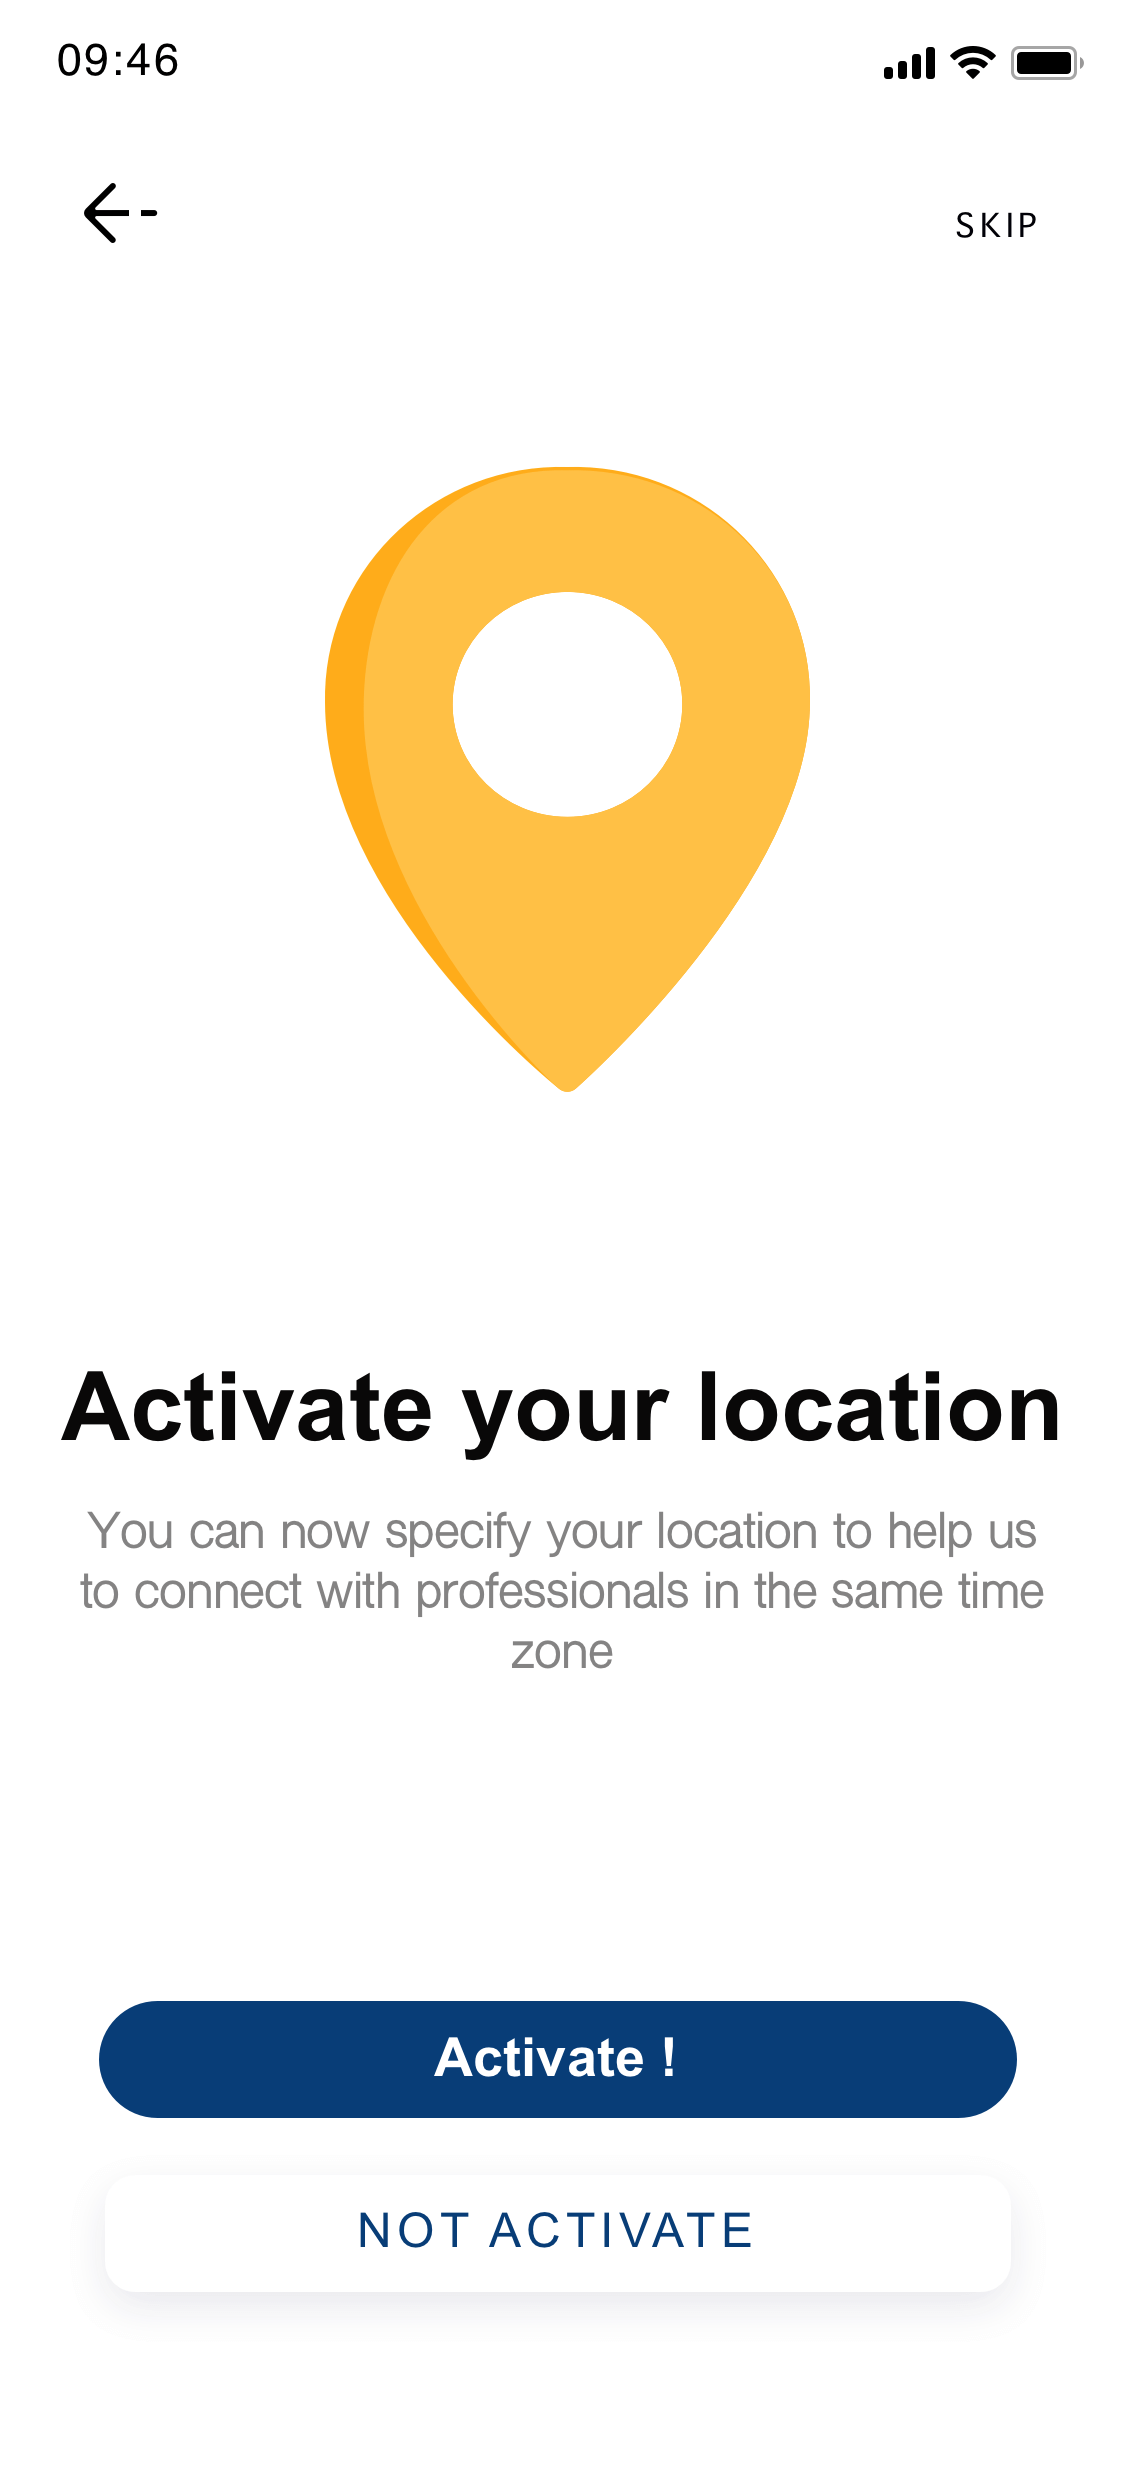 09:46
SKIP
Activate your location
You can now specify your location to help us
to connect with professionals in the same time
zone
Activate !
NOT ACTIVATE